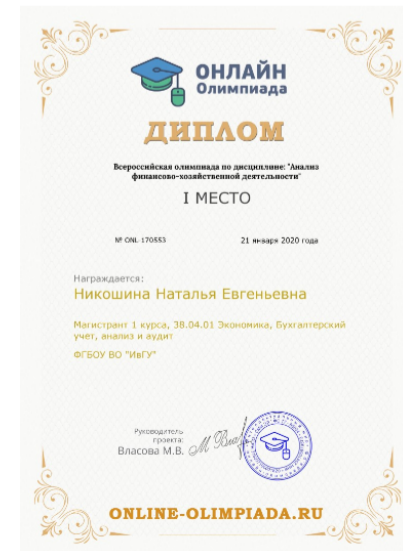 ОНЛАЙН
Олимпиада
ДИПЛОМ
Всероссийская олимпиада по дисциплине: "Анализ
финансово-хозяйственной деятельности"
I МЕСТО
№ ONL-170553 21 января 2020 года
Награждается:
Никошина Наталья Евгеньевна
Магистрант 1 курса, 38.04.01 Экономика, Бухгалтерский
учет, анализ и аудит
ФГБОУ ВО "ИвГУ"
Руководитель
проекта:
Власова М.В.
ONLINE-OLIMPIADA.RU